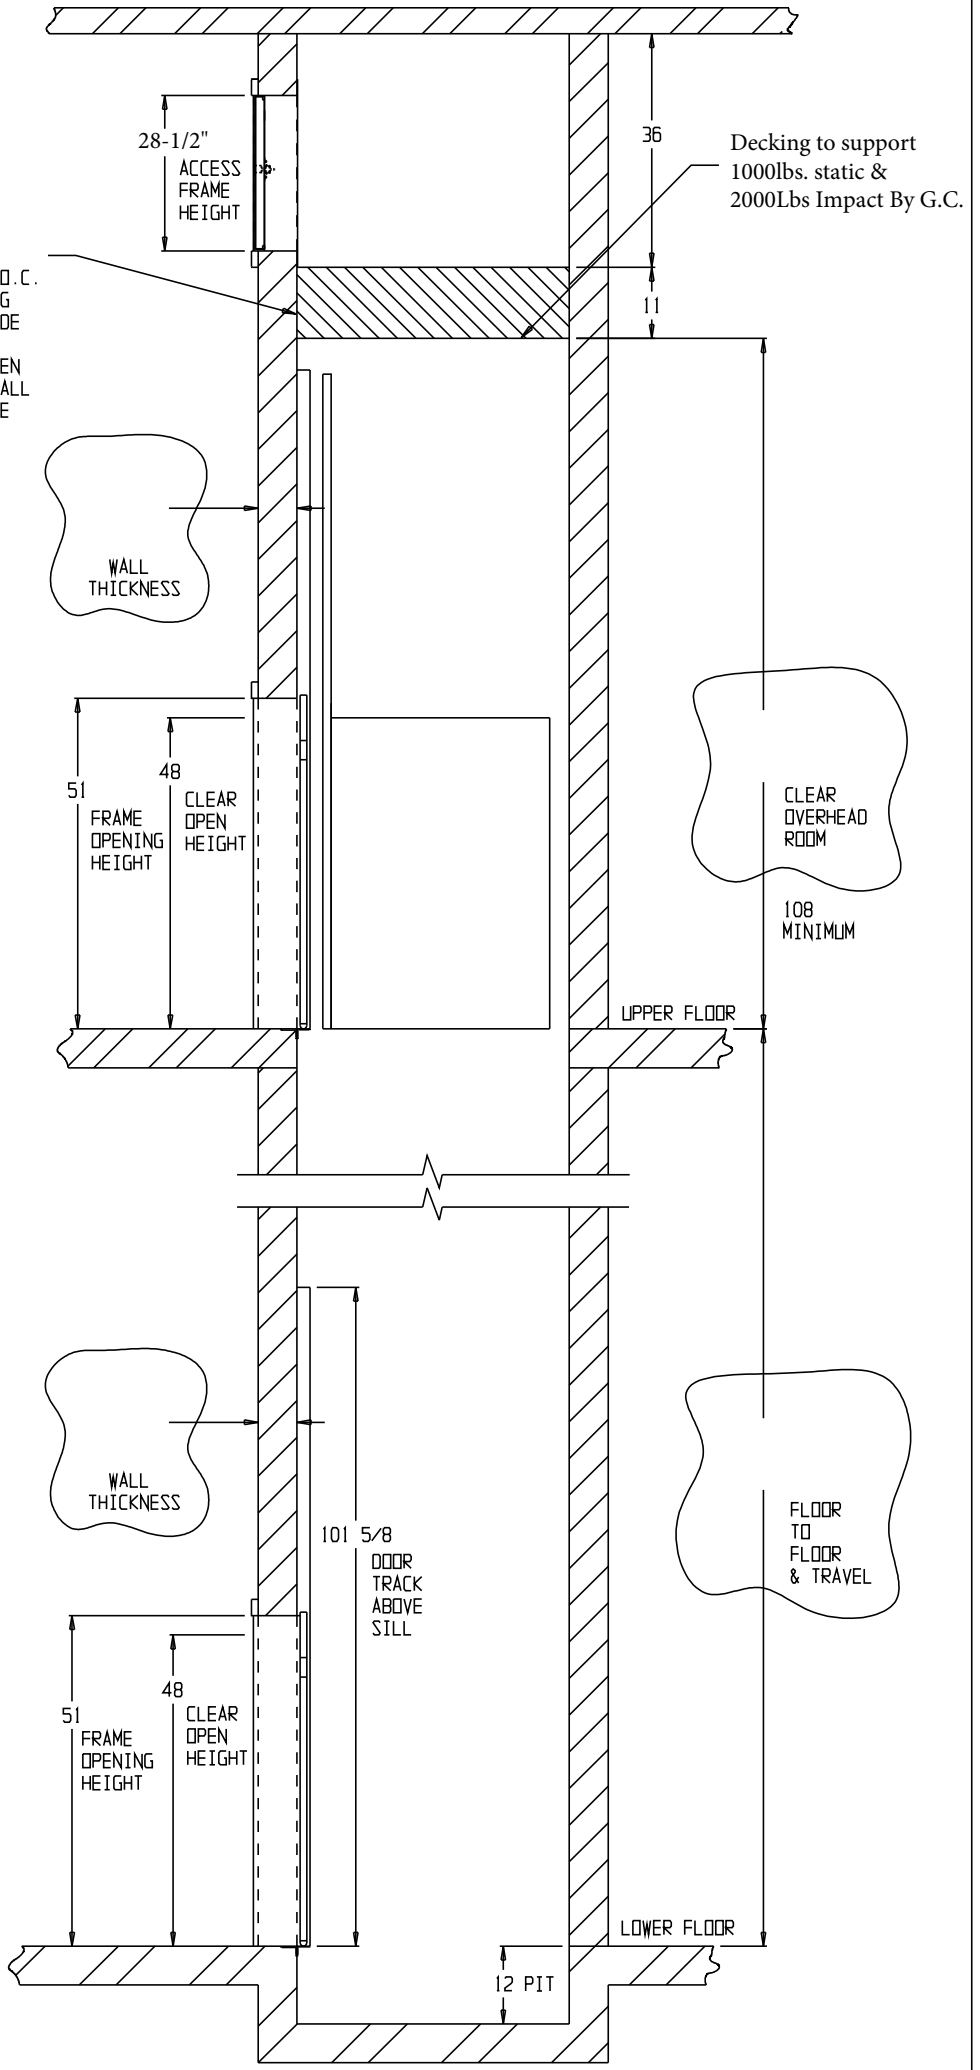 36
Decking to support
1000lbs. static &
2000Lbs Impact By G.C.
28-1/2"
ACCESS
FRAME
HEIGHT
O.C.
G
DE
EN
ALL
E
11
WALL
THICKNESS
51
FRAME
OPENING
HEIGHT
48
CLEAR
OPEN
HEIGHT
CLEAR
OVERHEAD
ROOM
108
MINIMUM
UPPER FLOOR
WALL
THICKNESS
101 5/8
DOOR
TRACK
ABOVE
SILL
FLOOR
TO
FLOOR
& TRAVEL
51
FRAME
OPENING
HEIGHT
48
CLEAR
OPEN
HEIGHT
LOWER FLOOR
12 PIT